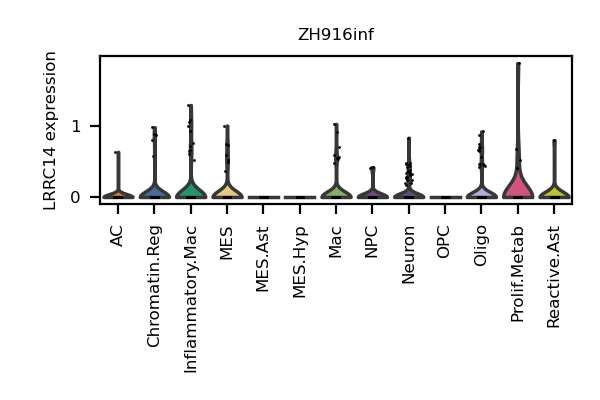 ZH916inf
LRRC14 expression
1
0
AC
Chromatin.Reg
Inflammatory.Mac
MES
MES.Ast
MES.Hyp
Mac
NPC
Neuron
OPC
Oligo
Prolif.Metab
Reactive.Ast